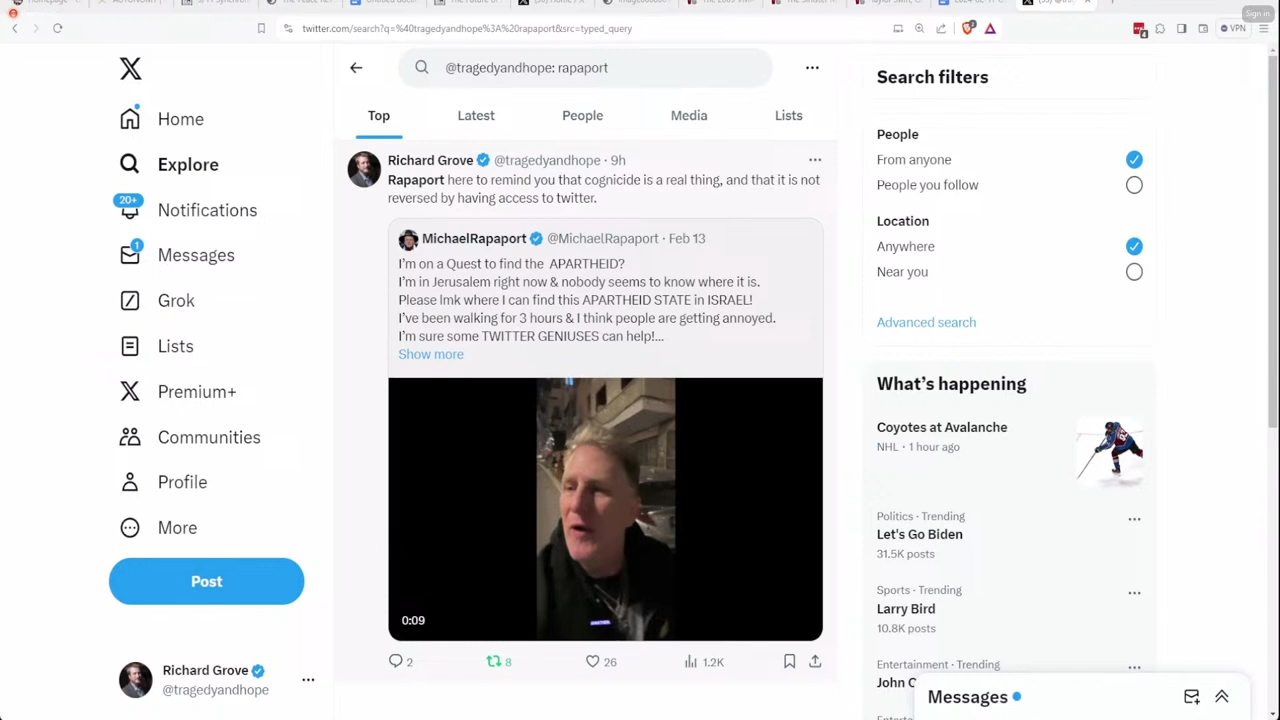 Sign in
twitter.com/search?q=%40tragedyandhope%3A%20rapaport&src=typed_query
VPN
@tragedyandhope: rapaport
Top
Latest
People
Media
Lists
Home
Explore
20+
Notifications
1
Messages
Grok
Lists
Premium+
Communities
Profile
More
Post
Richard Grove
@tragedyandhope
Richard Grove @tragedyandhope · 9h
Rapaport here to remind you that cognicide is a real thing, and that it is not
reversed by having access to twitter.
MichaelRapaport @MichaelRapaport · Feb 13
I'm on a Quest to find the APARTHEID?
I'm in Jerusalem right now & nobody seems to know where it is.
Please lmk where I can find this APARTHEID STATE in ISRAEL!
I've been walking for 3 hours & I think people are getting annoyed.
I'm sure some TWITTER GENIUSES can help!...
Show more
0:09
2
8
26
1.2K
Search filters
People
From anyone
People you follow
Location
Anywhere
Near you
Advanced search
What's happening
Coyotes at Avalanche
NHL · 1 hour ago
Politics · Trending
Let's Go Biden
31.5K posts
Sports · Trending
Larry Bird
10.8K posts
Entertainment · Trending
John
Messages